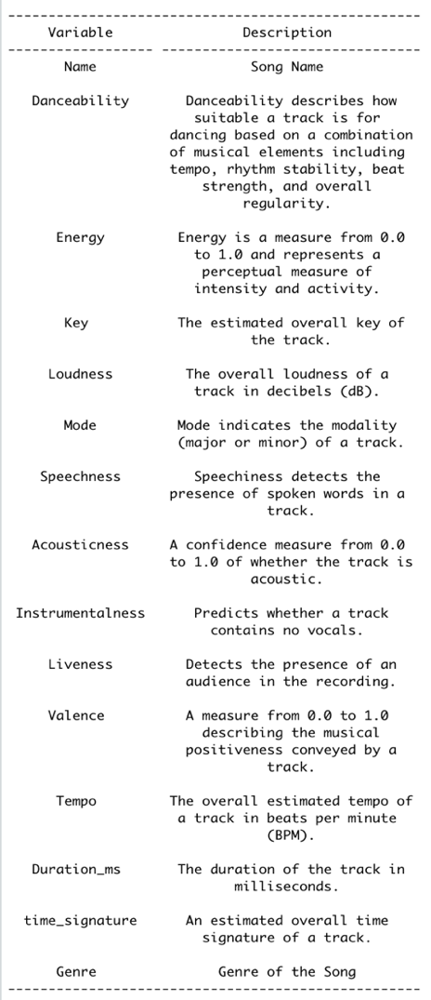 Variable Description
Name Song Name
Danceability Danceability describes how
suitable a track is for
dancing based on a combination
of musical elements including
tempo, rhythm stability, beat
strength, and overall
regularity.
Energy Energy is a measure from 0.0
to 1.0 and represents a
perceptual measure of
intensity and activity.
Key The estimated overall key of
the track.
Loudness The overall loudness of a
track in decibels (dB).
Mode Mode indicates the modality
(major or minor) of a track.
Speechness Speechiness detects the
presence of spoken words in a
track.
Acousticness A confidence measure from 0.0
to 1.0 of whether the track is
acoustic.
Instrumentalness Predicts whether a track
contains no vocals.
Liveness Detects the presence of an
audience in the recording.
Valence A measure from 0.0 to 1.0
describing the musical
positiveness conveyed by a
track.
Tempo The overall estimated tempo of
a track in beats per minute
(BPM).
Duration_ms The duration of the track in
milliseconds.
time_signature An estimated overall time
signature of a track.
Genre Genre of the Song